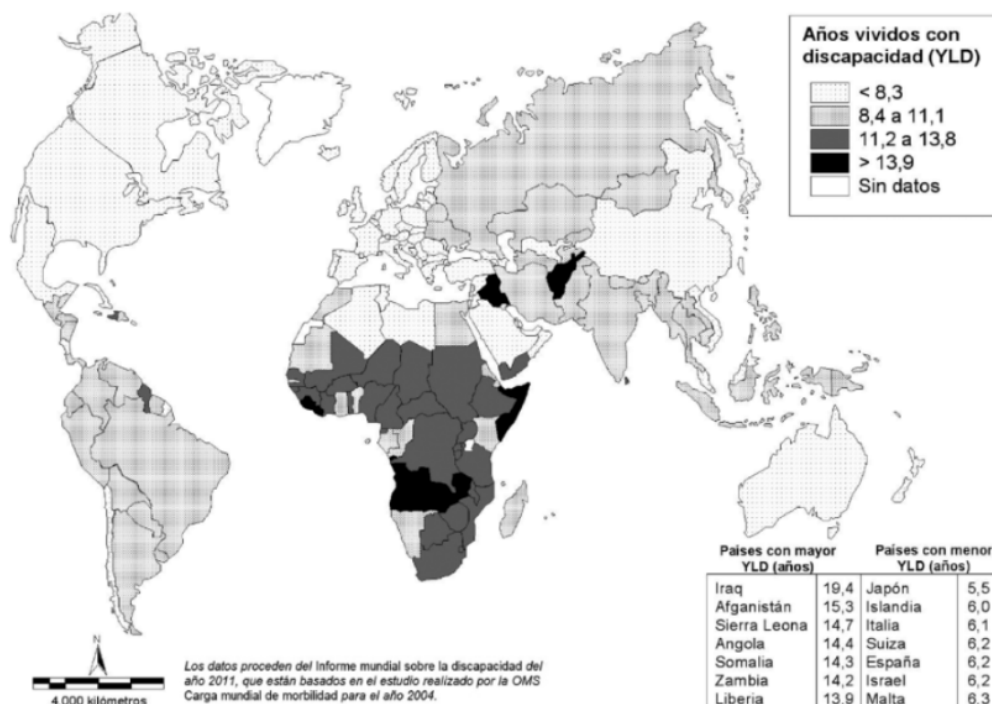 Años vividos con
discapacidad (YLD)
< 8,3
8,4 a 11,1
11,2 a 13,8
> 13,9
Sin datos
Países con mayor YLD (años)
Iraq 19,4
Afganistán 15,3
Sierra Leona 14,7
Angola 14,4
Somalia 14,3
Zambia 14,2
Liberia 13,9
Países con menor YLD (años)
Japón 5,5
Islandia 6,0
Italia 6,1
Suiza 6,2
España 6,2
Israel 6,2
Malta 6,3
N
4.000 kilómetros
Los datos proceden del Informe mundial sobre la discapacidad del
año 2011, que están basados en el estudio realizado por la OMS
Carga mundial de morbilidad para el año 2004.